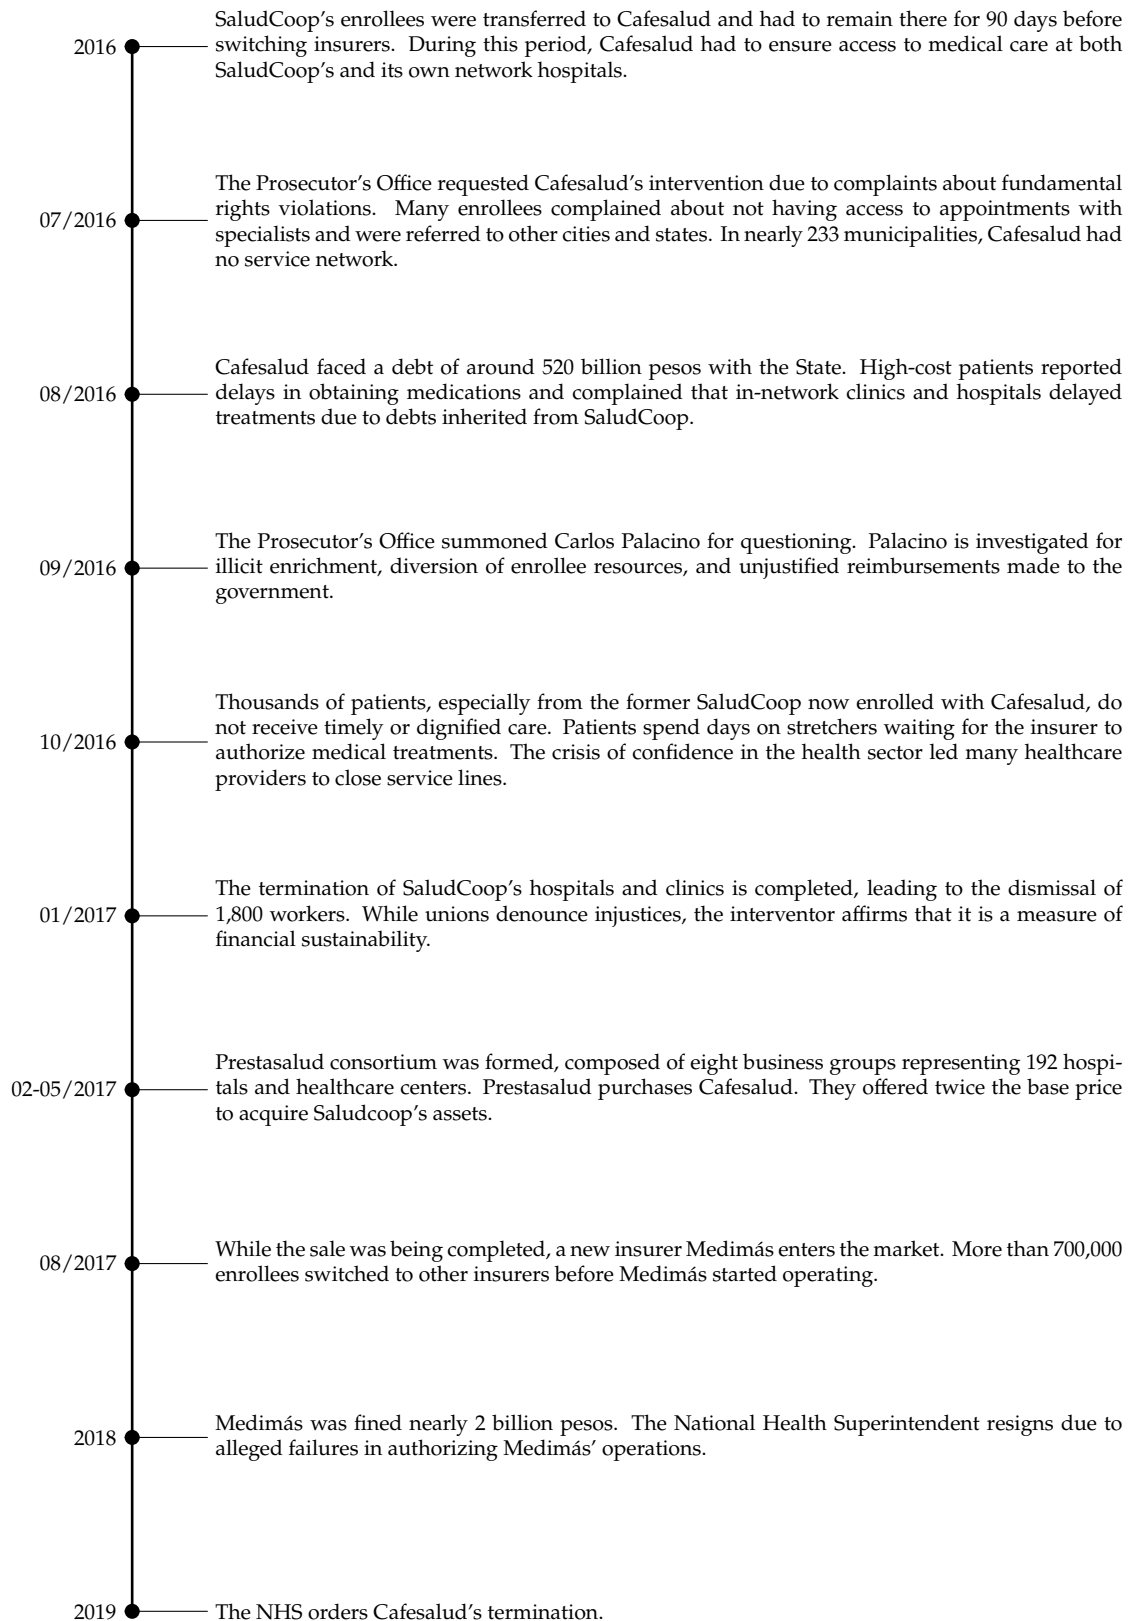 SaludCoop's enrollees were transferred to Cafesalud and had to remain there for 90 days before
2016 switching insurers. During this period, Cafesalud had to ensure access to medical care at both
SaludCoop's and its own network hospitals.
The Prosecutor's Office requested Cafesalud's intervention due to complaints about fundamental
07/2016 rights violations. Many enrollees complained about not having access to appointments with
specialists and were referred to other cities and states. In nearly 233 municipalities, Cafesalud had
no service network.
Cafesalud faced a debt of around 520 billion pesos with the State. High-cost patients reported
08/2016 delays in obtaining medications and complained that in-network clinics and hospitals delayed
treatments due to debts inherited from SaludCoop.
The Prosecutor's Office summoned Carlos Palacino for questioning. Palacino is investigated for
09/2016 illicit enrichment, diversion of enrollee resources, and unjustified reimbursements made to the
government.
Thousands of patients, especially from the former SaludCoop now enrolled with Cafesalud, do
not receive timely or dignified care. Patients spend days on stretchers waiting for the insurer to
10/2016 authorize medical treatments. The crisis of confidence in the health sector led many healthcare
providers to close service lines.
The termination of SaludCoop's hospitals and clinics is completed, leading to the dismissal of
01/2017 1,800 workers. While unions denounce injustices, the interventor affirms that it is a measure of
financial sustainability.
Prestasalud consortium was formed, composed of eight business groups representing 192 hospi-
02-05/2017 tals and healthcare centers. Prestasalud purchases Cafesalud. They offered twice the base price
to acquire Saludcoop's assets.
08/2017 While the sale was being completed, a new insurer Medimás enters the market. More than 700,000
enrollees switched to other insurers before Medimás started operating.
2018 Medimás was fined nearly 2 billion pesos. The National Health Superintendent resigns due to
alleged failures in authorizing Medimás' operations.
2019 The NHS orders Cafesalud's termination.